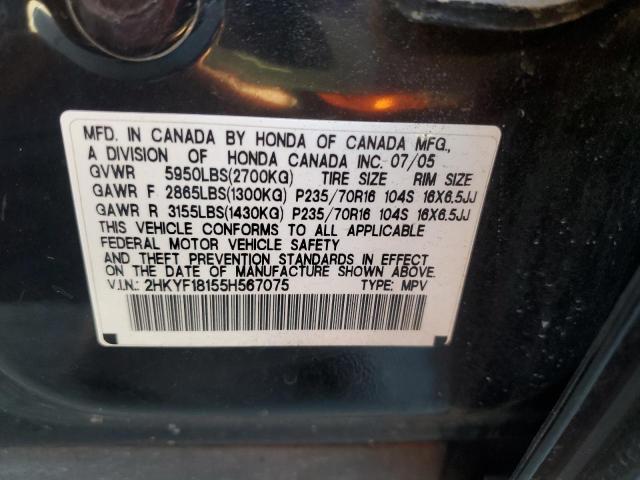 MFD. IN CANADA BY HONDA OF CANADA MFG.,
A DIVISION OF HONDA CANADA INC. 07/05
GVWR 5950LBS(2700KG) TIRE SIZE RIM SIZE
GAWR F 2865LBS(1300KG) P235/70R16 104S 16X6.5JJ
GAWR R 3155LBS(1430KG) P235/70R16 104S 16X6.5JJ
THIS VEHICLE CONFORMS TO ALL APPLICABLE
FEDERAL MOTOR VEHICLE SAFETY
AND THEFT PREVENTION STANDARDS IN EFFECT
ON THE DATE OF MANUFACTURE SHOWN ABOVE.
V.I.N.: 2HKYF18155H567075 TYPE: MPV